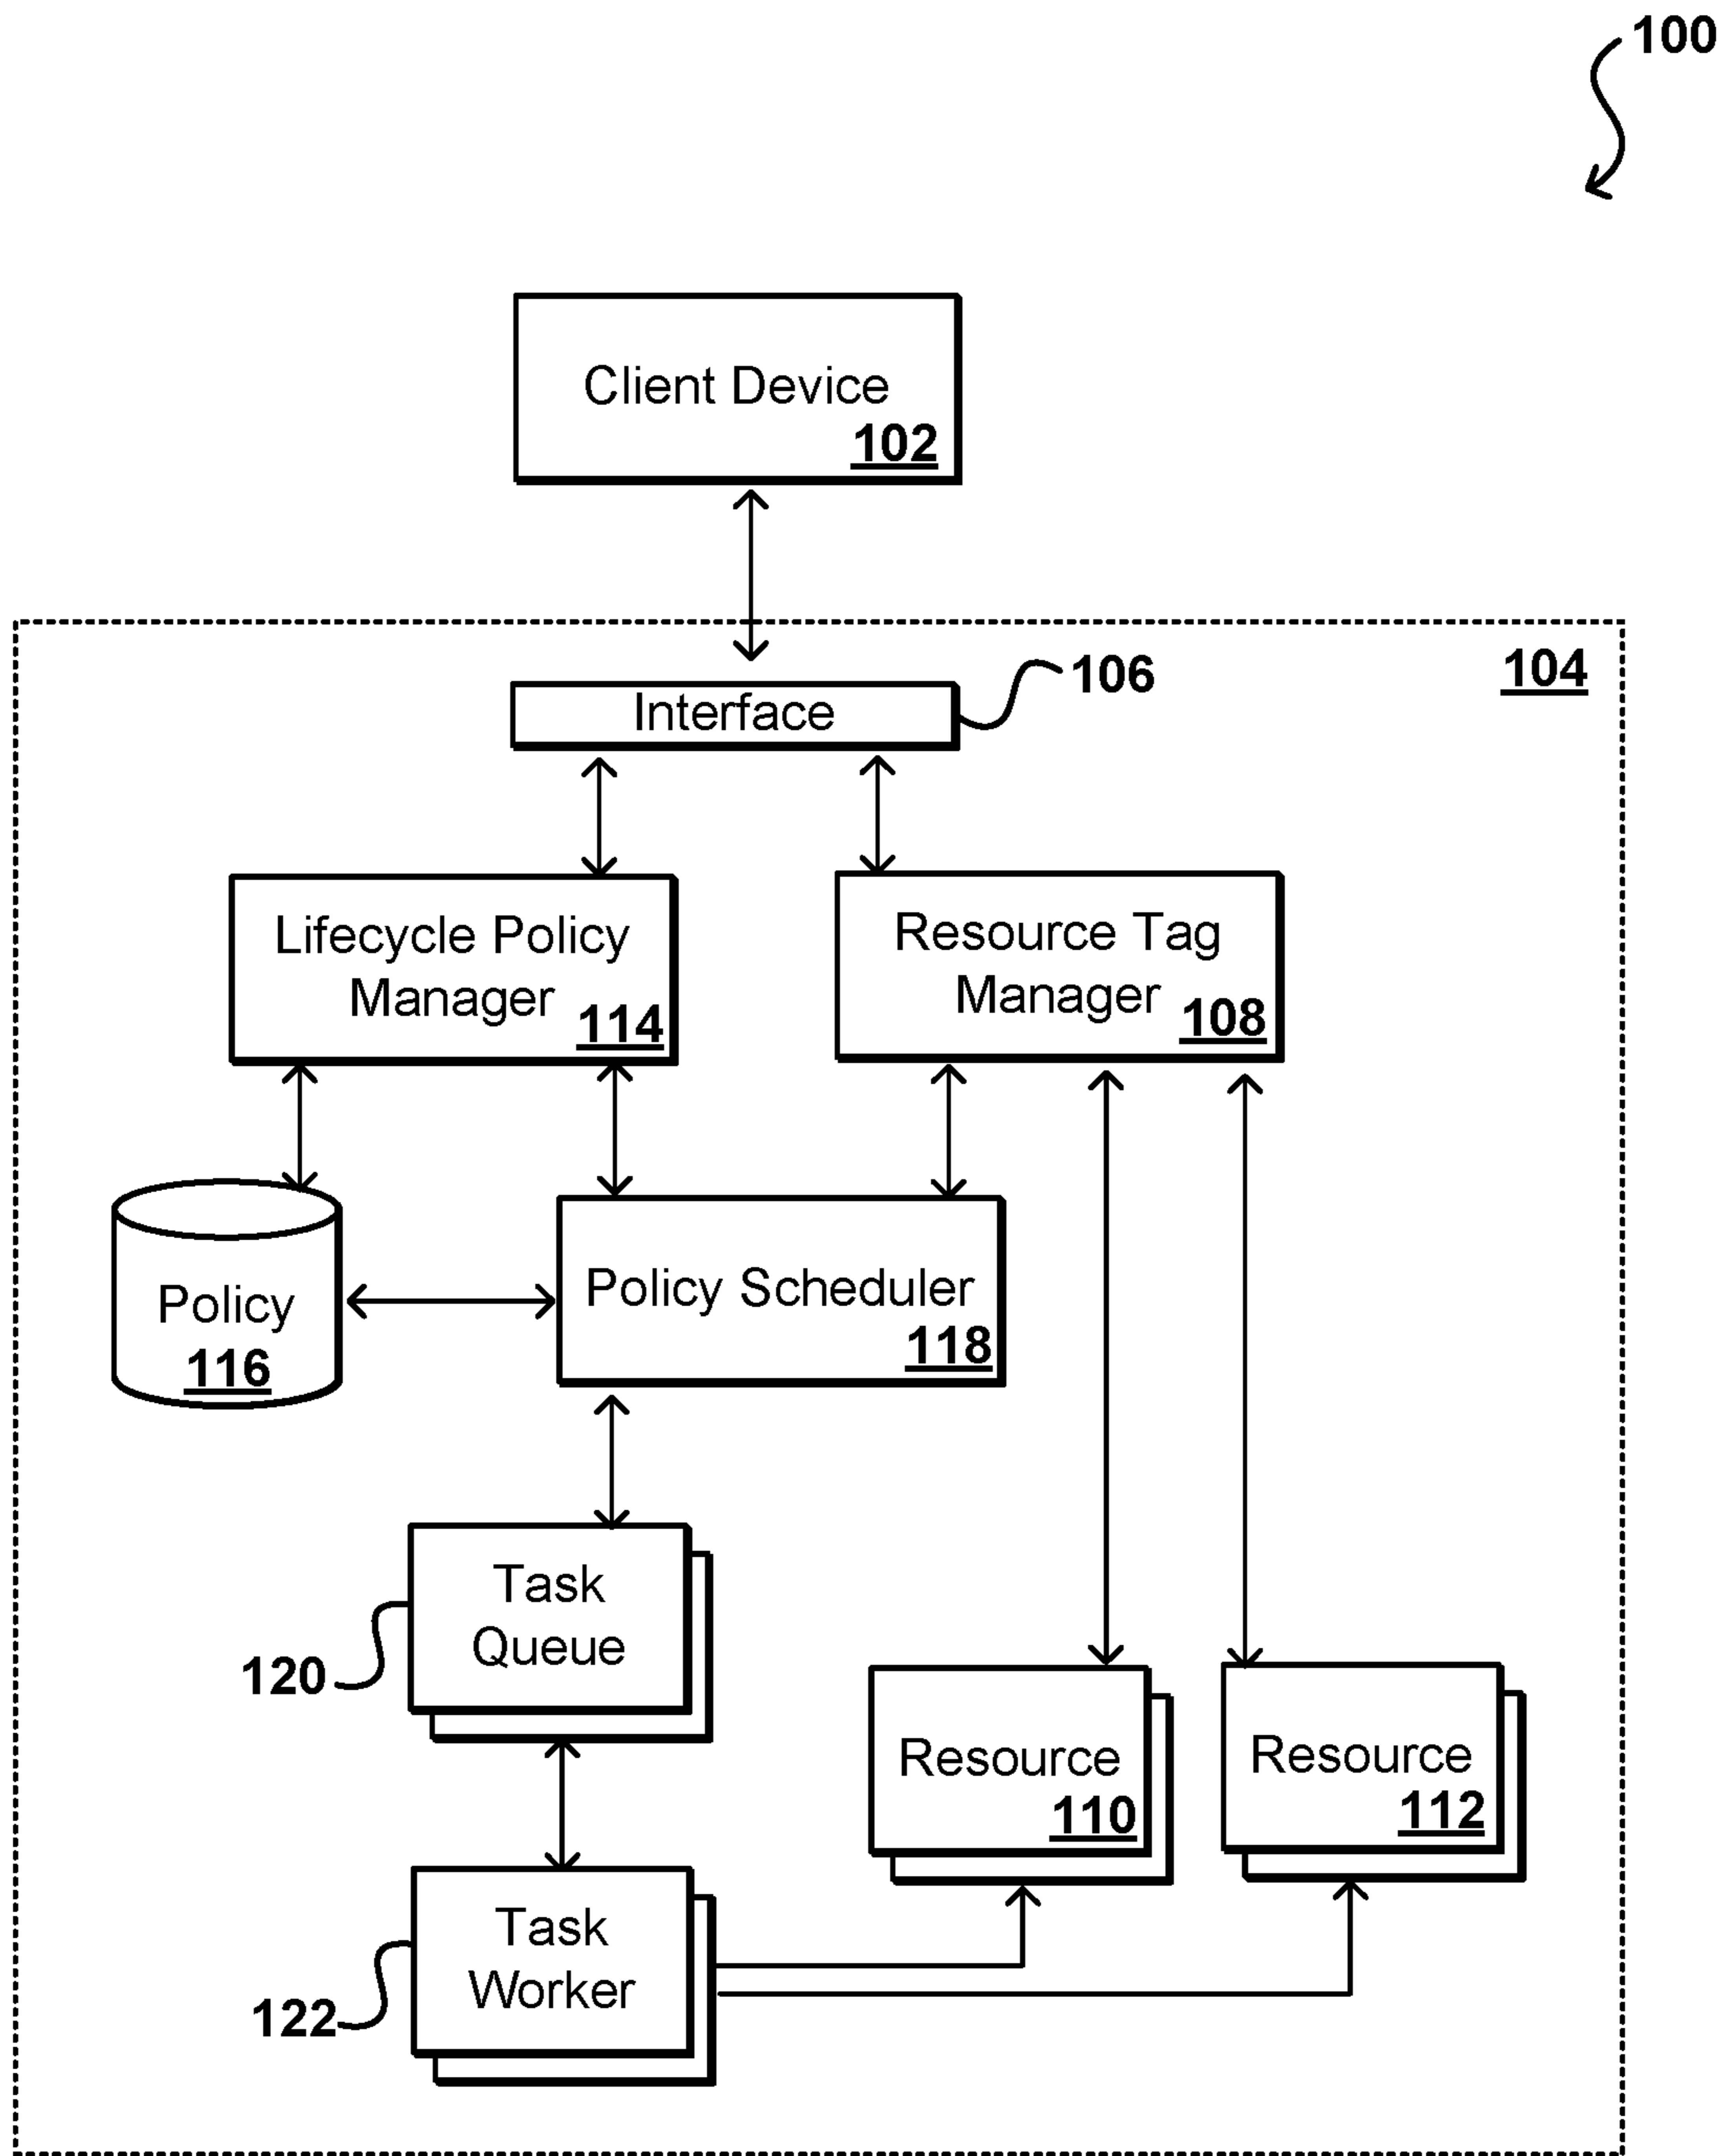 100
Client Device
102
104
106
Interface
Lifecycle Policy
Manager
114
Resource Tag
Manager
108
Policy
116
Policy Scheduler
118
Task
Queue
120
Resource
110
Resource
112
Task
Worker
122